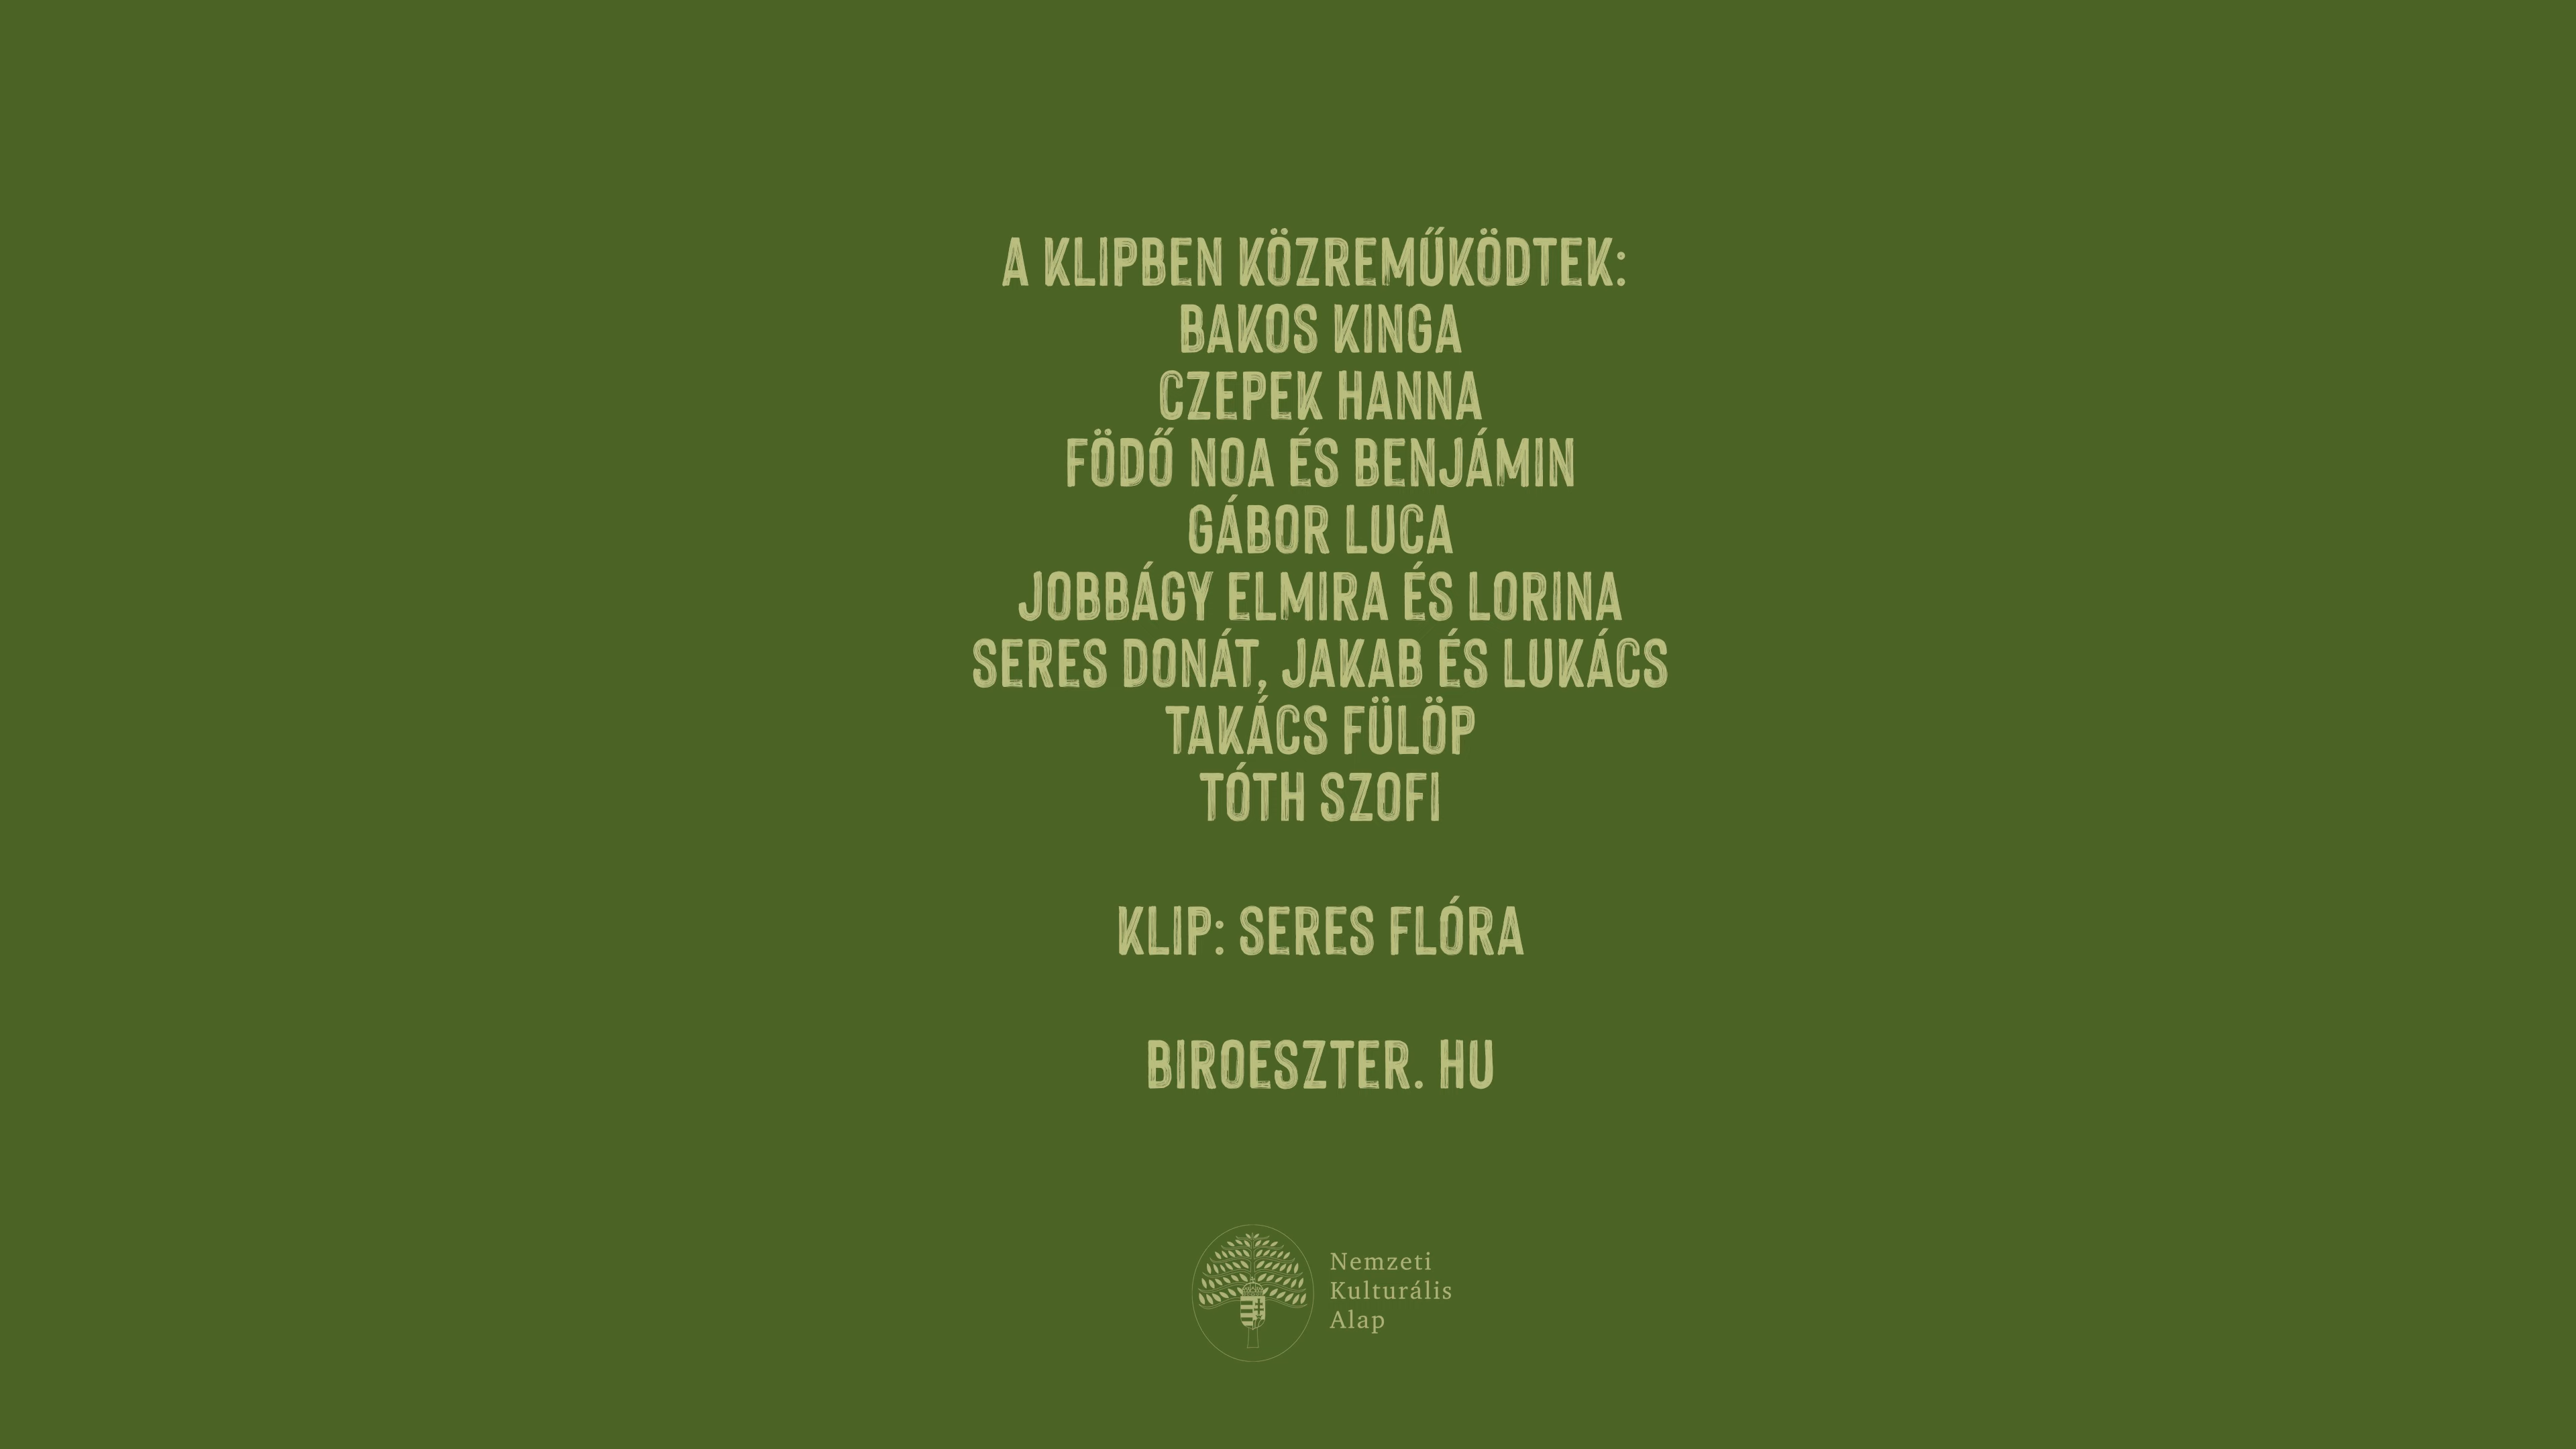 A KLIPBEN KÖZREMŰKÖDTEK:
BAKOS KINGA
CZEPEK HANNA
FÖDŐ NOA ÉS BENJÁMIN
GÁBOR LUCA
JOBBÁGY ELMIRA ÉS LORINA
SERES DONÁT, JAKAB ÉS LUKÁCS
TAKÁCS FÜLÖP
TÓTH SZOFI
KLIP: SERES FLÓRA
BIROESZTER. HU
Nemzeti
Kulturális
Alap